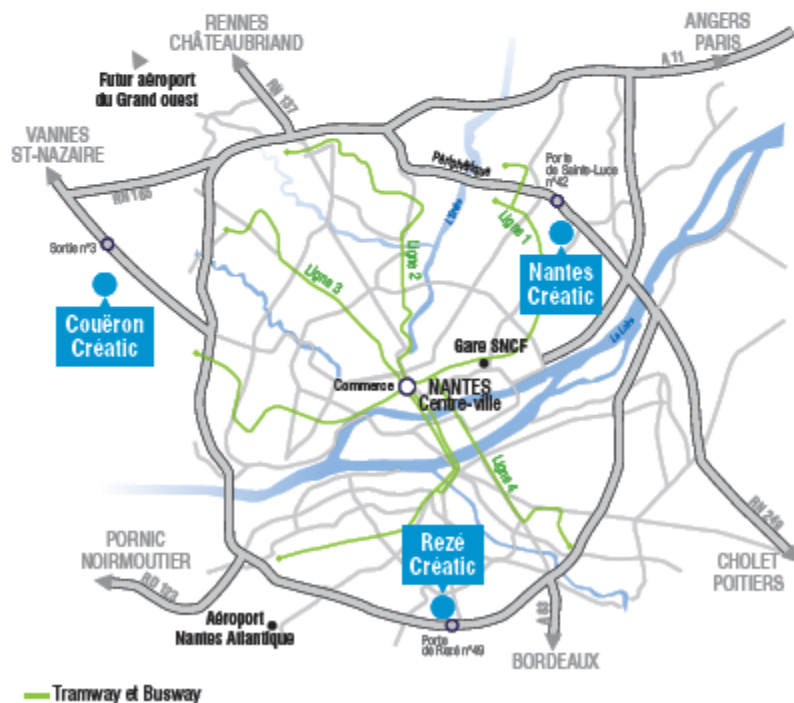 RENNES
CHÂTEAUBRIAND
ANGERS
PARIS
A 11
Futur aéroport
du Grand ouest
RN 137
VANNES
ST-NAZAIRE
Périphérique
Porte
de Sainte-Luce
n°42
RN 165
L'Erdre
Ligne 1
Sortie n°3
Ligne 2
Nantes
Créatic
Ligne 3
Couëron
Créatic
La Loire
Gare SNCF
Commerce
NANTES
Centre-ville
Ligne 4
RN 249
PORNIC
NOIRMOUTIER
Rezé
Créatic
CHOLET
POITIERS
RD 723
A 83
Aéroport
Nantes Atlantique
Porte
de Rezé n°49
BORDEAUX
Tramway et Busway